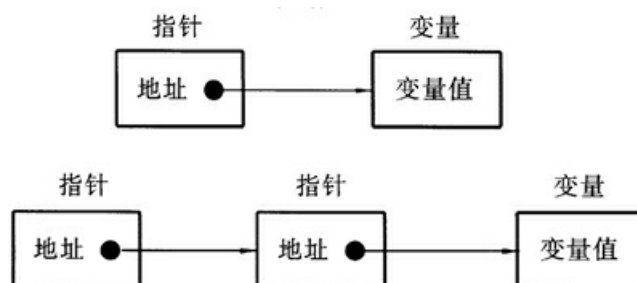 指针 变量
地址 变量值
指针 指针 变量
地址 地址 变量值